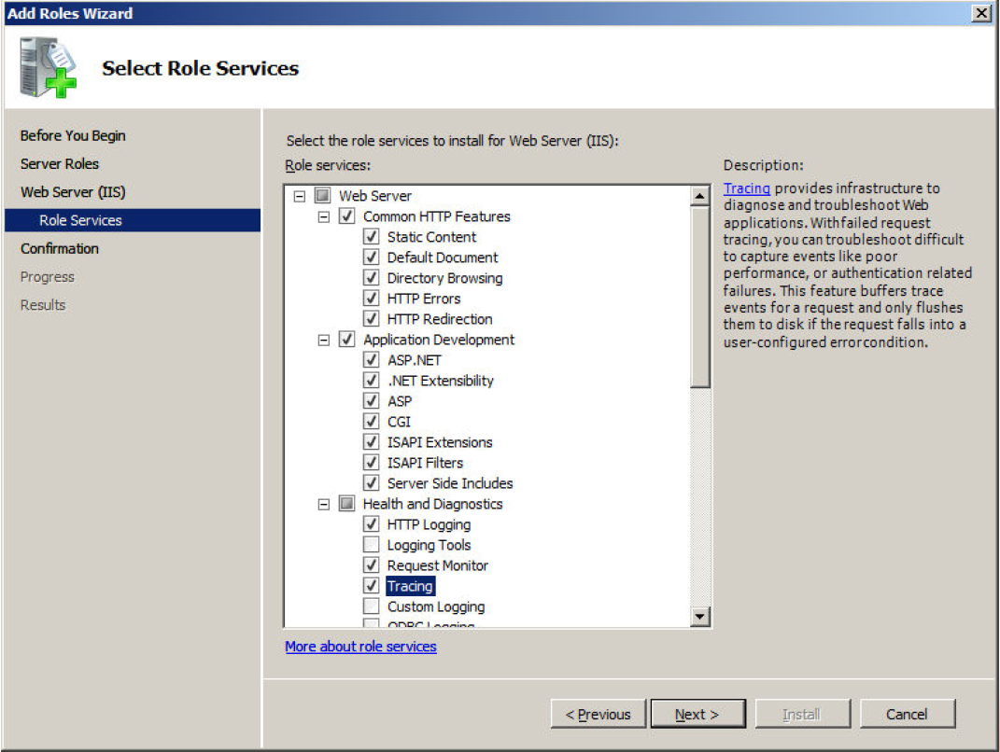 Add Roles Wizard
Select Role Services
Before You Begin
Server Roles
Web Server (IIS)
Role Services
Confirmation
Progress
Results
Select the role services to install for Web Server (IIS):
Role services:
Web Server
Common HTTP Features
Static Content
Default Document
Directory Browsing
HTTP Errors
HTTP Redirection
Application Development
ASP.NET
.NET Extensibility
ASP
CGI
ISAPI Extensions
ISAPI Filters
Server Side Includes
Health and Diagnostics
HTTP Logging
Logging Tools
Request Monitor
Tracing
Custom Logging
ODBC Logging
More about role services
Description:
Tracing provides infrastructure to
diagnose and troubleshoot Web
applications. Withfailed request
tracing, you can troubleshoot difficult
to capture events like poor
performance, or authentication related
failures. This feature buffers trace
events for a request and only flushes
them to disk if the request falls into a
user-configured errorcondition.
< Previous
Next >
Install
Cancel